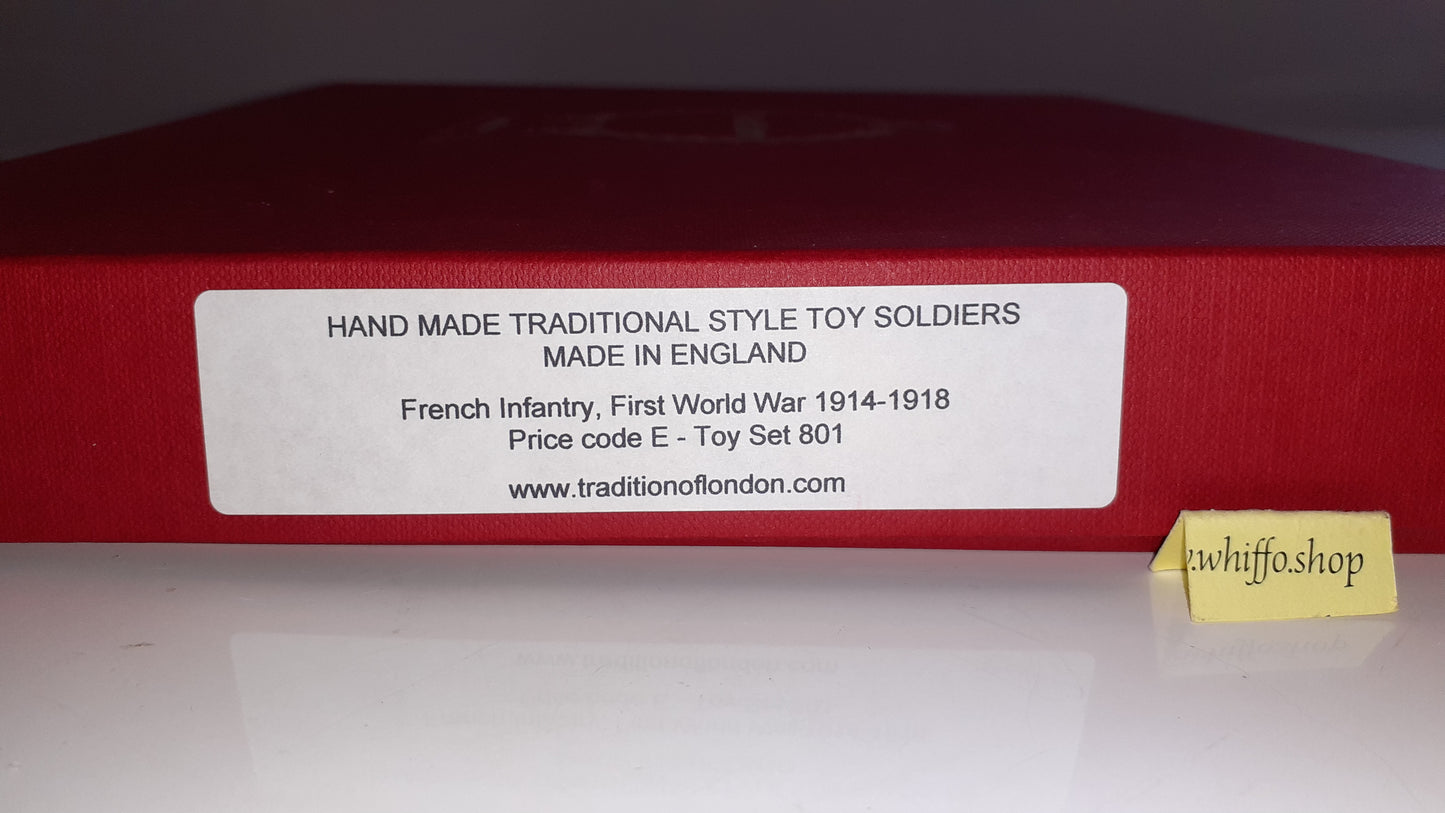 HAND MADE TRADITIONAL STYLE TOY SOLDIERS
MADE IN ENGLAND
French Infantry, First World War 1914-1918
Price code E - Toy Set 801
www.traditionoflondon.com
.whiffo.shop